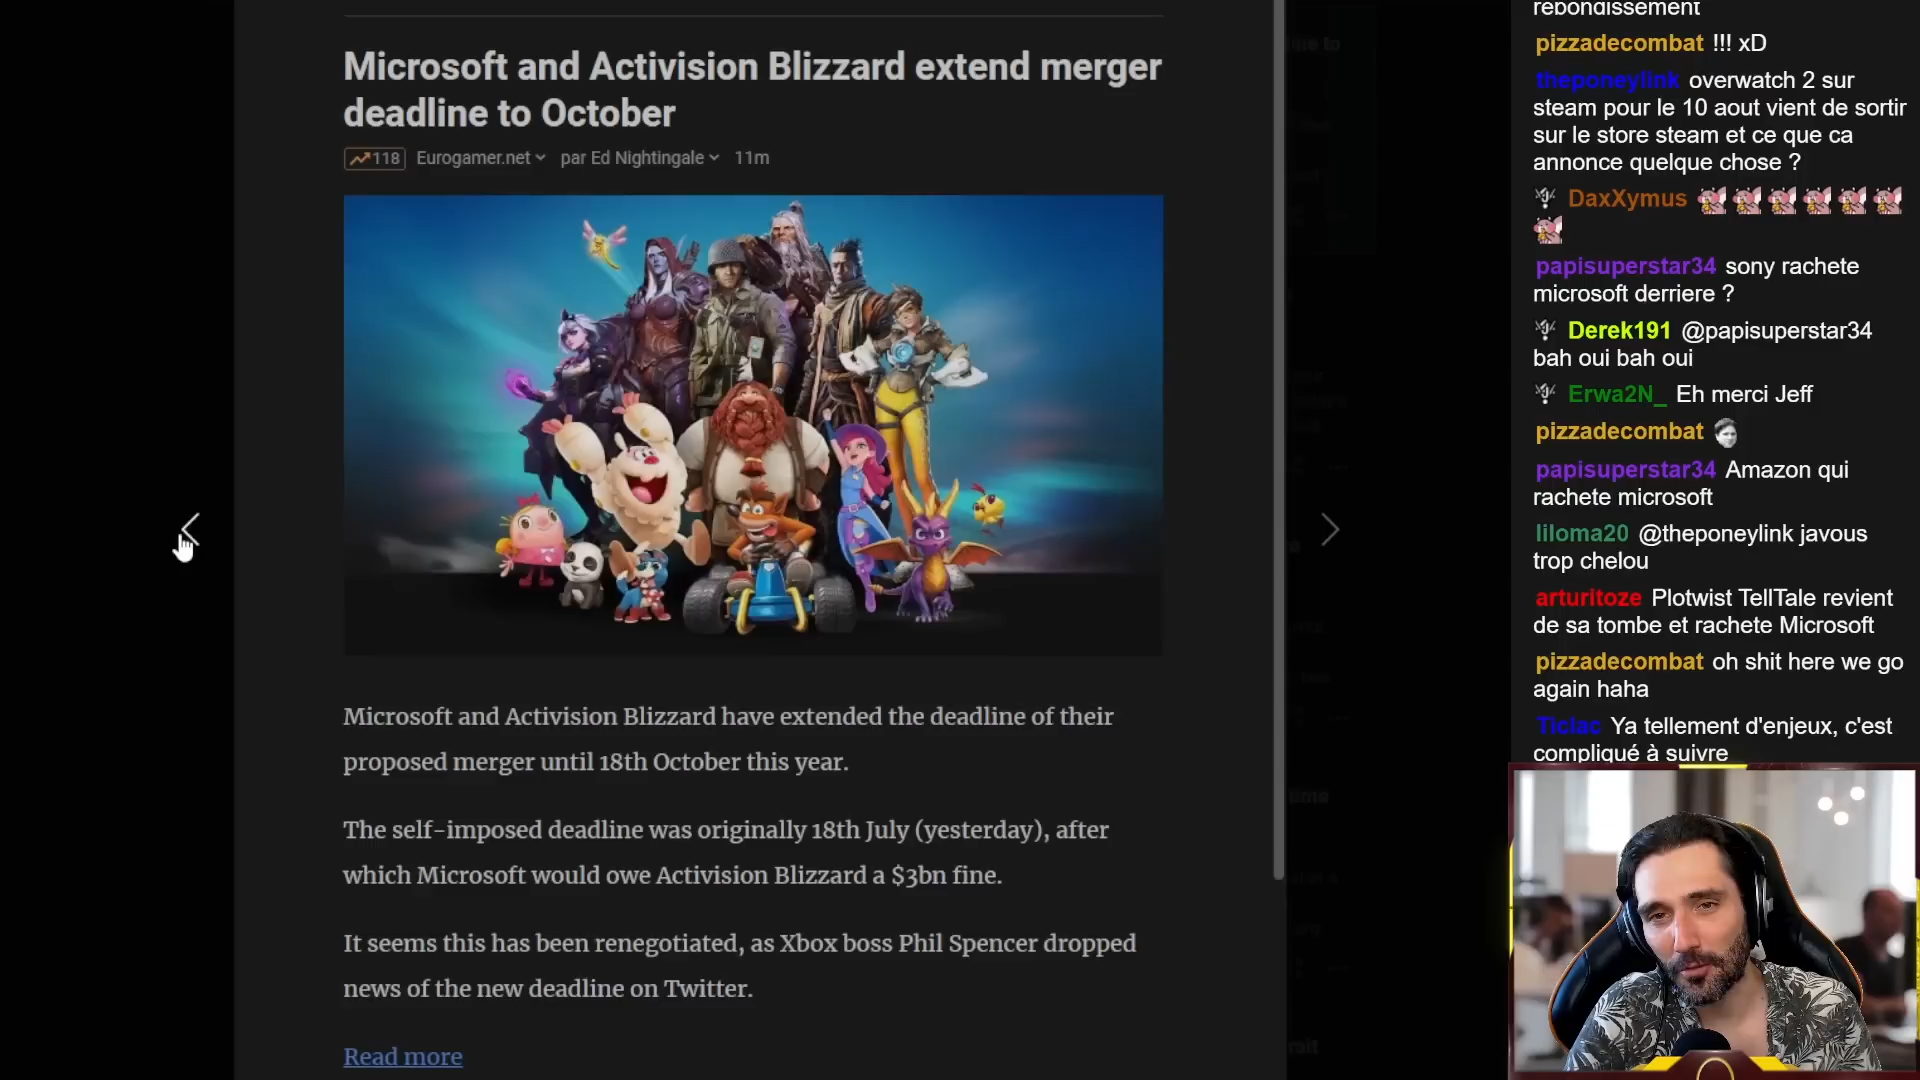 Microsoft and Activision Blizzard extend merger
deadline to October
118 Eurogamer.net par Ed Nightingale 11m
Microsoft and Activision Blizzard have extended the deadline of their
proposed merger until 18th October this year.
The self-imposed deadline was originally 18th July (yesterday), after
which Microsoft would owe Activision Blizzard a $3bn fine.
It seems this has been renegotiated, as Xbox boss Phil Spencer dropped
news of the new deadline on Twitter.
Read more
rebondissement
pizzadecombat !!! xD
theponeylink overwatch 2 sur
steam pour le 10 aout vient de sortir
sur le store steam et ce que ca
annonce quelque chose ?
DaxXymus
papisuperstar34 sony rachete
microsoft derriere ?
Derek191 @papisuperstar34
bah oui bah oui
Erwa2N_ Eh merci Jeff
pizzadecombat
papisuperstar34 Amazon qui
rachete microsoft
liloma20 @theponeylink javous
trop chelou
arturitoze Plotwist TellTale revient
de sa tombe et rachete Microsoft
pizzadecombat oh shit here we go
again haha
Ticlac Ya tellement d'enjeux, c'est
compliqué à suivre